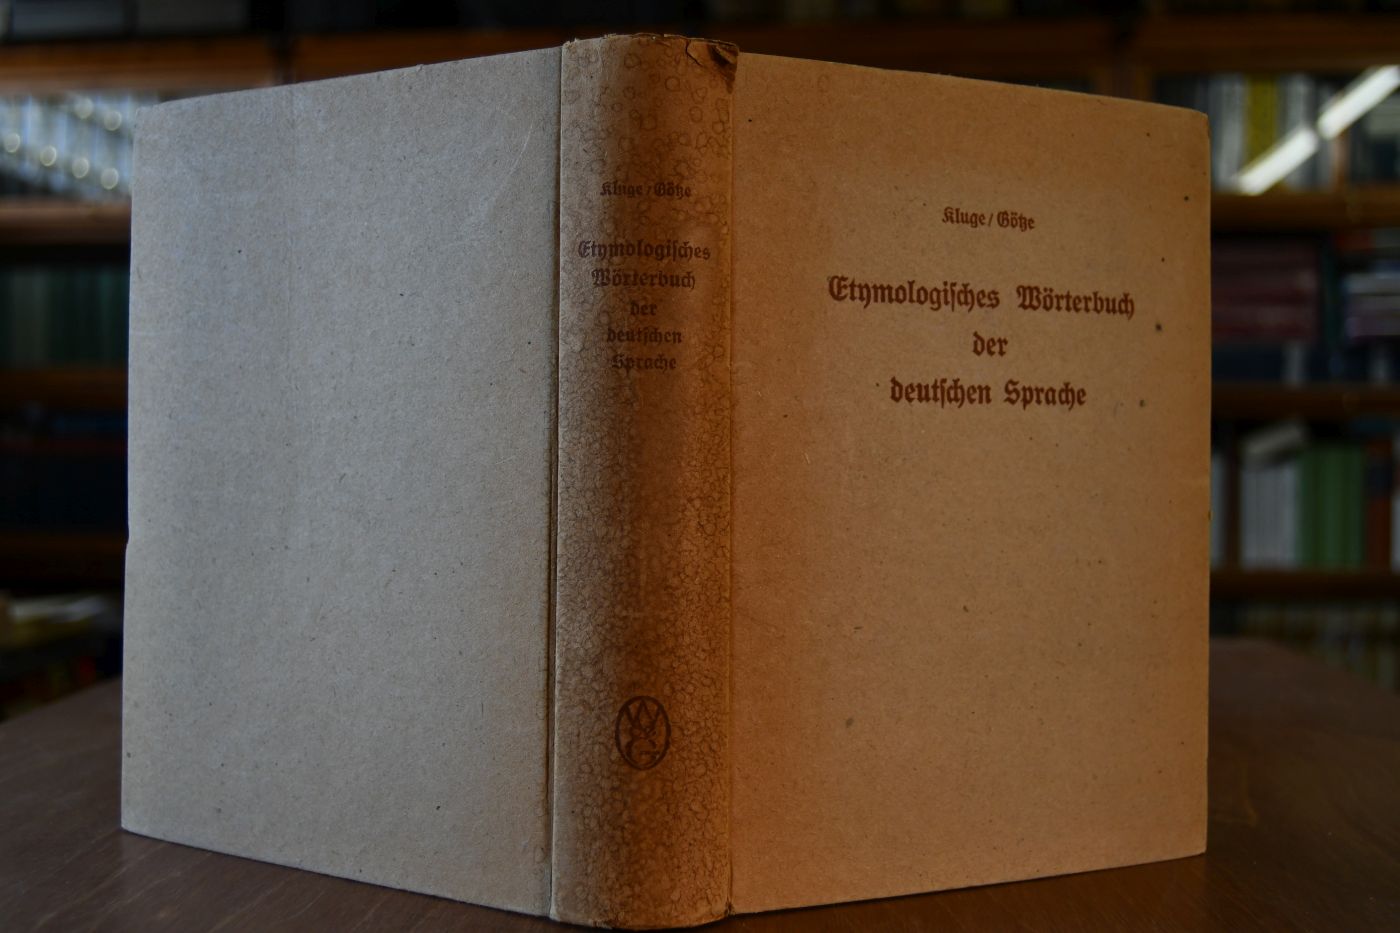 Kluge / Götze
Etymologisches
Wörterbuch
der
deutschen
Sprache
Kluge / Götze
Etymologisches Wörterbuch
der
deutschen Sprache